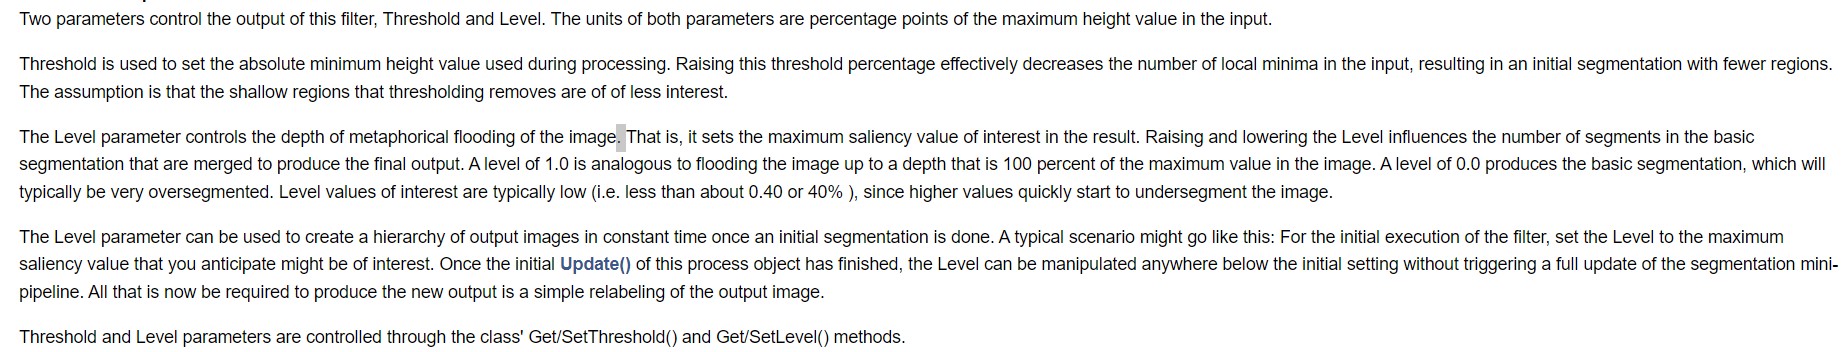 Two parameters control the output of this filter, Threshold and Level. The units of both parameters are percentage points of the maximum height value in the input.
Threshold is used to set the absolute minimum height value used during processing. Raising this threshold percentage effectively decreases the number of local minima in the input, resulting in an initial segmentation with fewer regions.
The assumption is that the shallow regions that thresholding removes are of of less interest.
The Level parameter controls the depth of metaphorical flooding of the image. That is, it sets the maximum saliency value of interest in the result. Raising and lowering the Level influences the number of segments in the basic
segmentation that are merged to produce the final output. A level of 1.0 is analogous to flooding the image up to a depth that is 100 percent of the maximum value in the image. A level of 0.0 produces the basic segmentation, which will
typically be very oversegmented. Level values of interest are typically low (i.e. less than about 0.40 or 40% ), since higher values quickly start to undersegment the image.
The Level parameter can be used to create a hierarchy of output images in constant time once an initial segmentation is done. A typical scenario might go like this: For the initial execution of the filter, set the Level to the maximum
saliency value that you anticipate might be of interest. Once the initial Update() of this process object has finished, the Level can be manipulated anywhere below the initial setting without triggering a full update of the segmentation mini-
pipeline. All that is now be required to produce the new output is a simple relabeling of the output image.
Threshold and Level parameters are controlled through the class' Get/SetThreshold() and Get/SetLevel() methods.